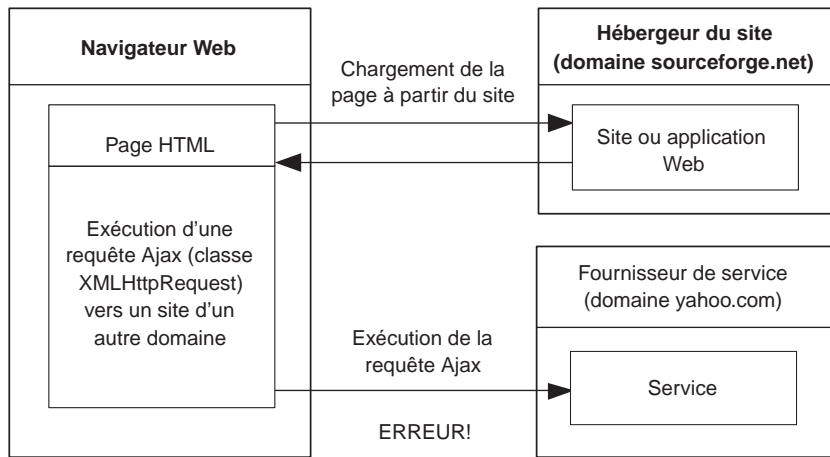 Navigateur Web
Page HTML
Exécution d'une
requête Ajax (classe
XMLHttpRequest)
vers un site d'un
autre domaine
Chargement de la
page à partir du site
Hébergeur du site
(domaine sourceforge.net)
Site ou application
Web
Exécution de la
requête Ajax
ERREUR!
Fournisseur de service
(domaine yahoo.com)
Service